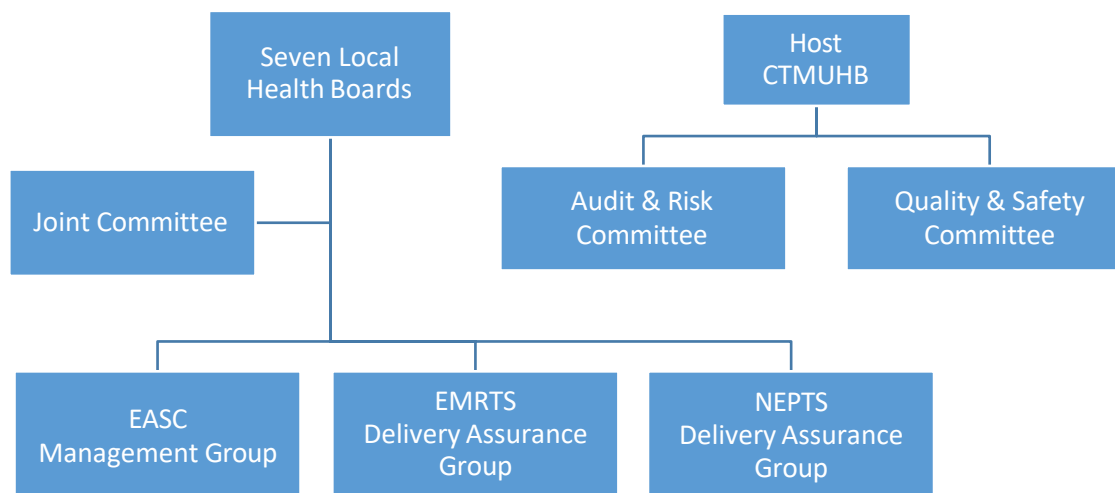 Seven Local
Health Boards
Host
CTMUHB
Joint Committee
Audit & Risk
Committee
Quality & Safety
Committee
EASC
Management Group
EMRTS
Delivery Assurance
Group
NEPTS
Delivery Assurance
Group